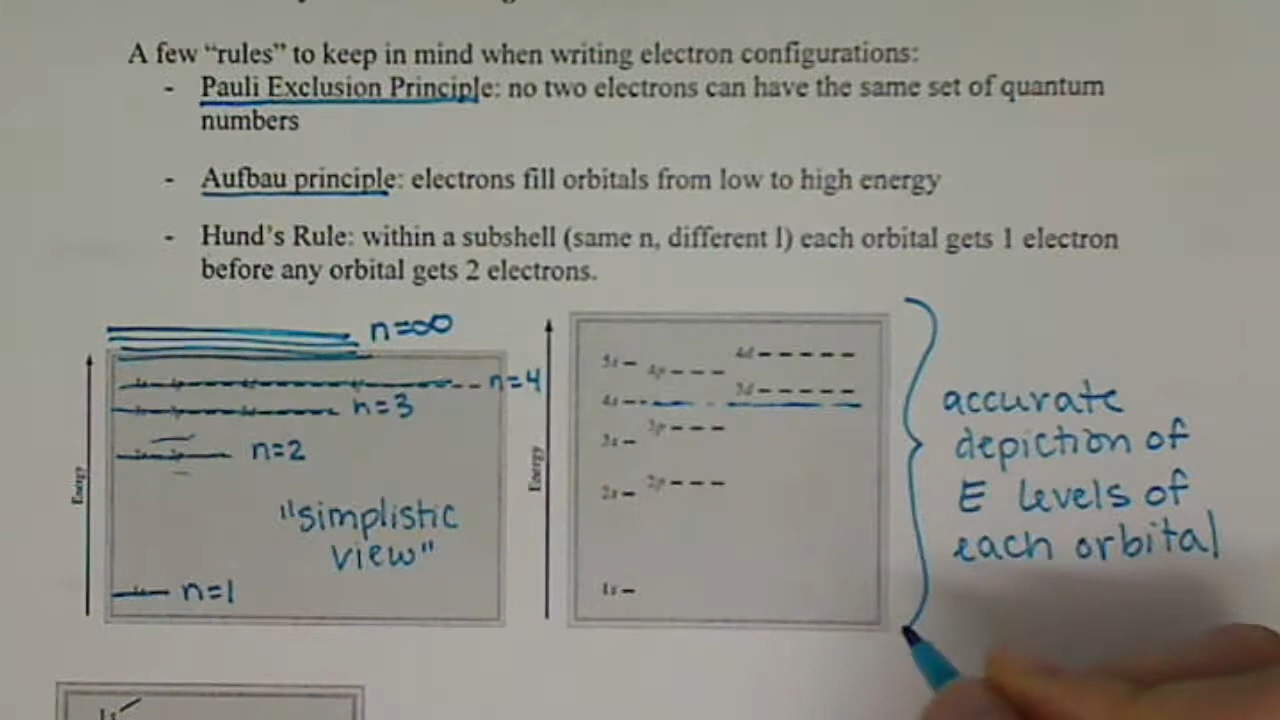 A few “rules” to keep in mind when writing electron configurations:
- Pauli Exclusion Principle: no two electrons can have the same set of quantum
numbers
- Aufbau principle: electrons fill orbitals from low to high energy
- Hund’s Rule: within a subshell (same n, different l) each orbital gets 1 electron
before any orbital gets 2 electrons.
n=∞
n=4
n=3
n=2
"simplistic
view"
n=1
Energy
Energy
4d
5s
4p
3d
4s
3p
3s
2p
2s
1s
accurate
depiction of
E levels of
each orbital